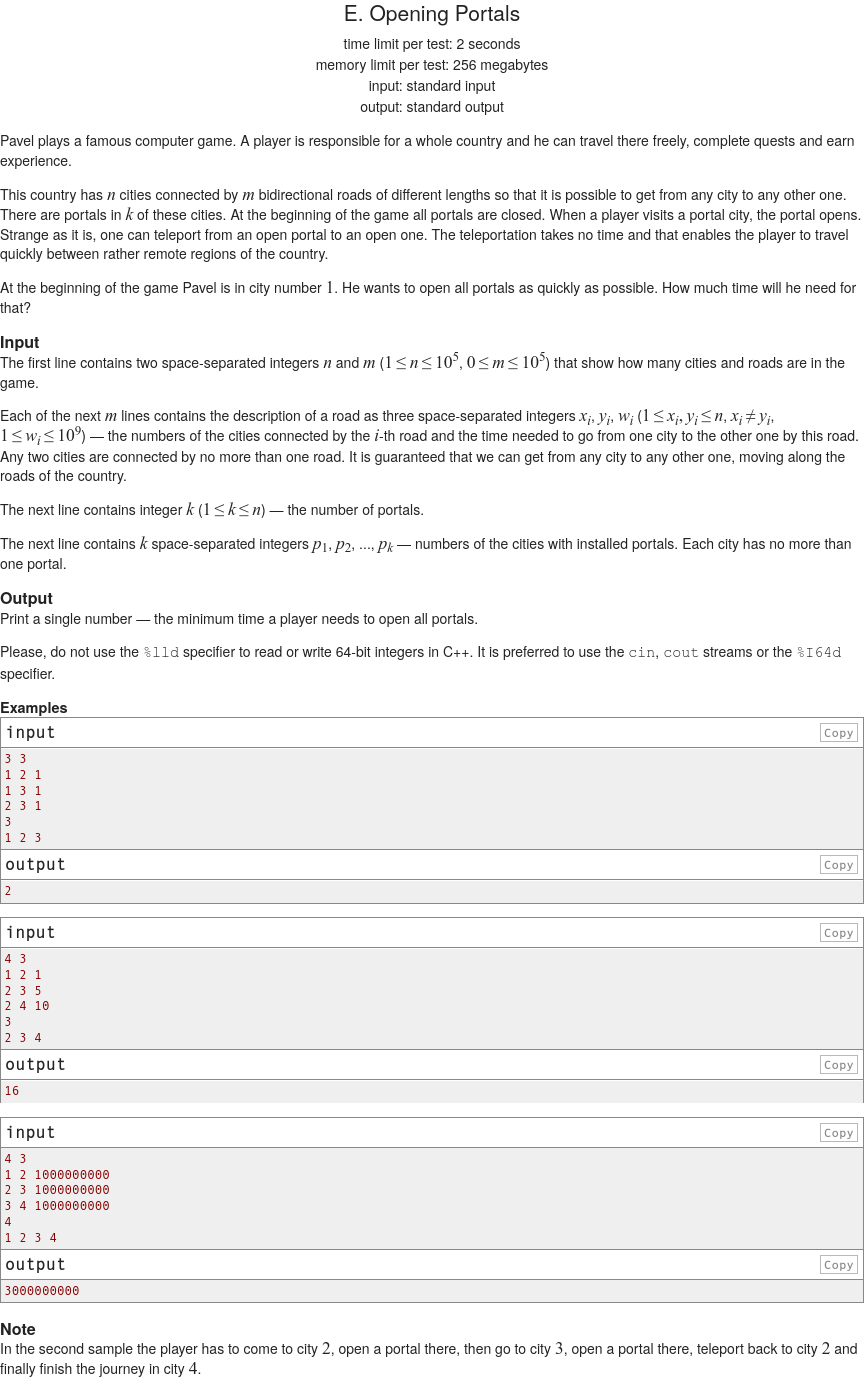 E. Opening Portals
time limit per test: 2 seconds
memory limit per test: 256 megabytes
input: standard input
output: standard output
Pavel plays a famous computer game. A player is responsible for a whole country and he can travel there freely, complete quests and earn
experience.
This country has n cities connected by m bidirectional roads of different lengths so that it is possible to get from any city to any other one.
There are portals in k of these cities. At the beginning of the game all portals are closed. When a player visits a portal city, the portal opens.
Strange as it is, one can teleport from an open portal to an open one. The teleportation takes no time and that enables the player to travel
quickly between rather remote regions of the country.
At the beginning of the game Pavel is in city number 1. He wants to open all portals as quickly as possible. How much time will he need for
that?
Input
The first line contains two space-separated integers n and m (1 ≤ n ≤ 10^5, 0 ≤ m ≤ 10^5) that show how many cities and roads are in the
game.
Each of the next m lines contains the description of a road as three space-separated integers x_i, y_i, w_i (1 ≤ x_i, y_i ≤ n, x_i ≠ y_i,
1 ≤ w_i ≤ 10^9) — the numbers of the cities connected by the i-th road and the time needed to go from one city to the other one by this road.
Any two cities are connected by no more than one road. It is guaranteed that we can get from any city to any other one, moving along the
roads of the country.
The next line contains integer k (1 ≤ k ≤ n) — the number of portals.
The next line contains k space-separated integers p_1, p_2, ..., p_k — numbers of the cities with installed portals. Each city has no more than
one portal.
Output
Print a single number — the minimum time a player needs to open all portals.
Please, do not use the %lld specifier to read or write 64-bit integers in C++. It is preferred to use the cin, cout streams or the %I64d
specifier.
Examples
input Copy
3 3
1 2 1
1 3 1
2 3 1
3
1 2 3
output Copy
2
input Copy
4 3
1 2 1
2 3 5
2 4 10
3
2 3 4
output Copy
16
input Copy
4 3
1 2 1000000000
2 3 1000000000
3 4 1000000000
4
1 2 3 4
output Copy
3000000000
Note
In the second sample the player has to come to city 2, open a portal there, then go to city 3, open a portal there, teleport back to city 2 and
finally finish the journey in city 4.